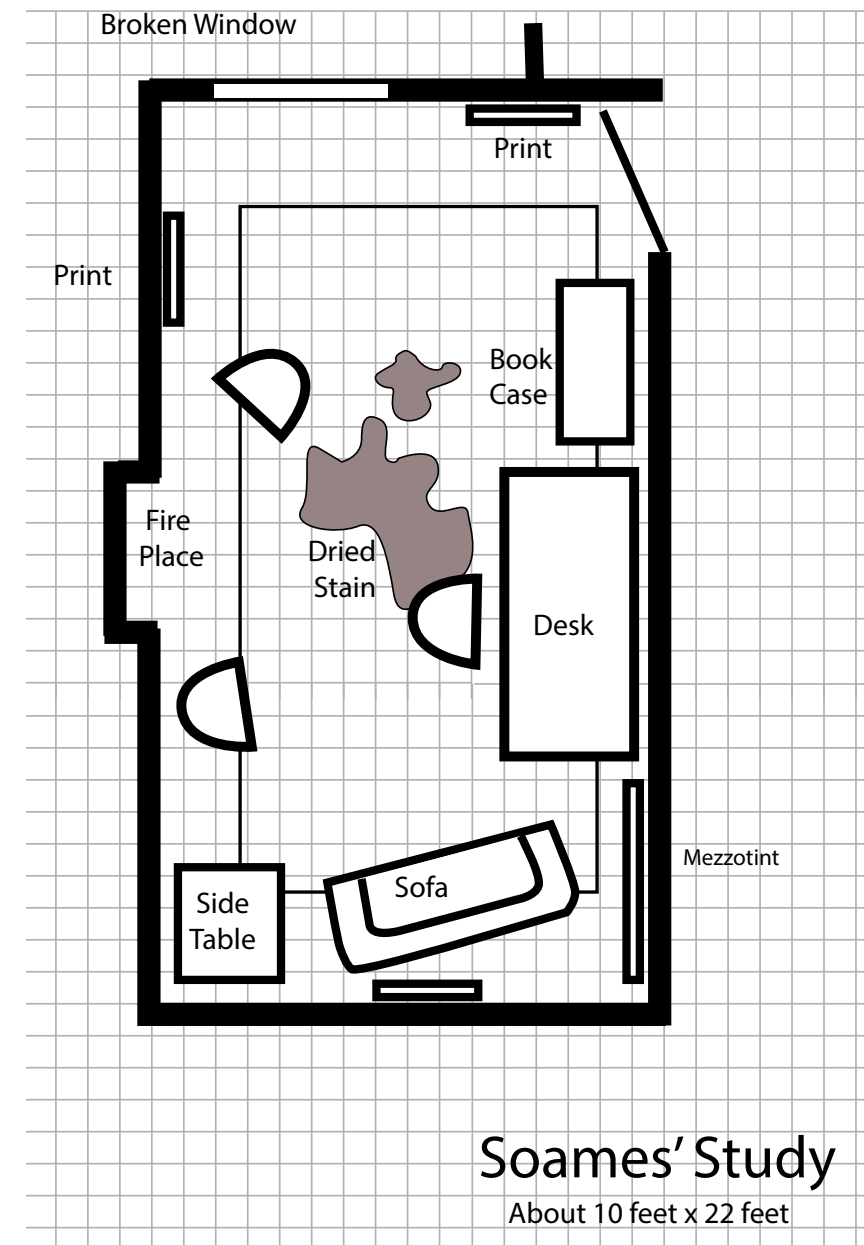 Broken Window
Print
Print
Book
Case
Fire
Place
Dried
Stain
Desk
Mezzotint
Sofa
Side
Table
Soames’ Study
About 10 feet x 22 feet